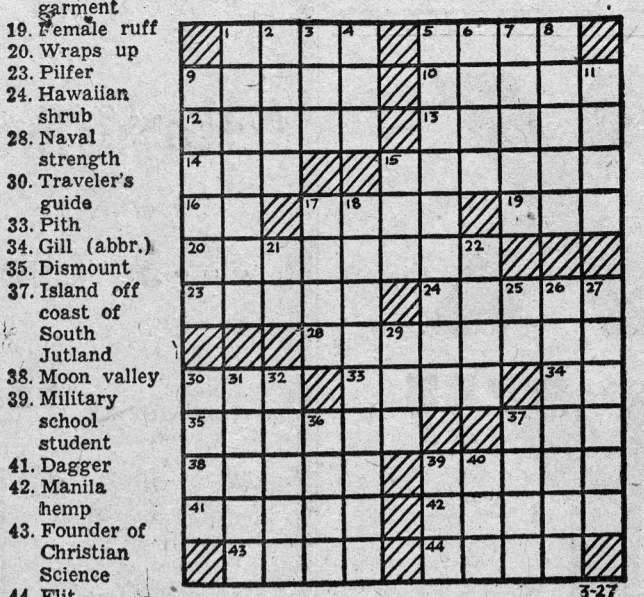 garment
19. Female ruff
20. Wraps up
23. Pilfer
24. Hawaiian
shrub
28. Naval
strength
30. Traveler's
guide
33. Pith
34. Gill (abbr.)
35. Dismount
37. Island off
coast of
South
Jutland
38. Moon valley
39. Military
school
student
41. Dagger
42. Manila
hemp
43. Founder of
Christian
Science
44. Flit
1 2 3 4 5 6 7 8
9 10 11
12 13
14 15
16 17 18 19
20 21 22
23 24 25 26 27
28 29
30 31 32 33 34
35 36 37
38 39 40
41 42
43 44
3-27